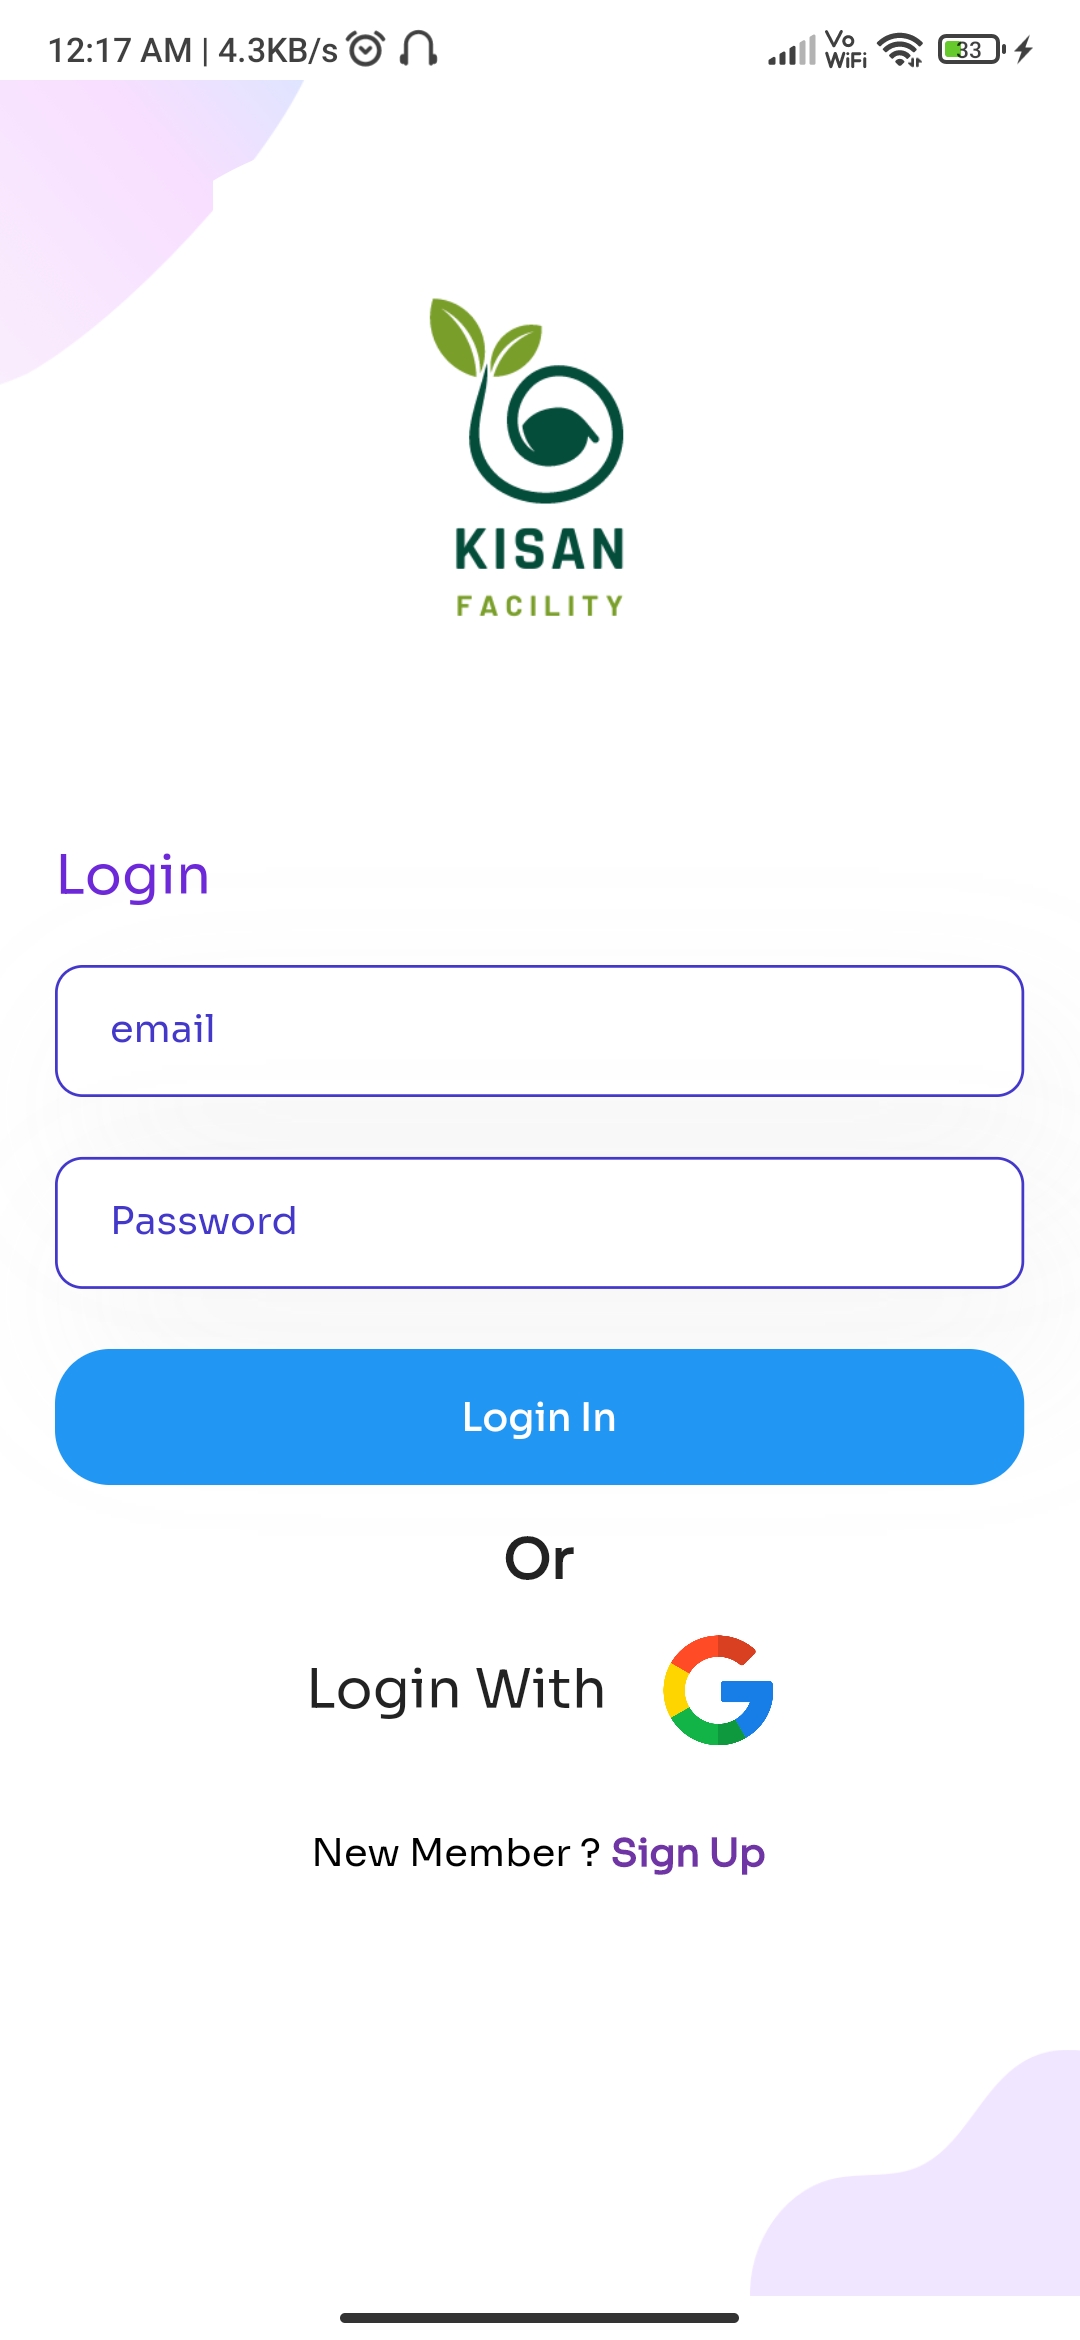 12:17 AM | 4.3KB/s Vo WiFi 33
KISAN
FACILITY
Login
email
Password
Login In
Or
Login With
New Member ? Sign Up